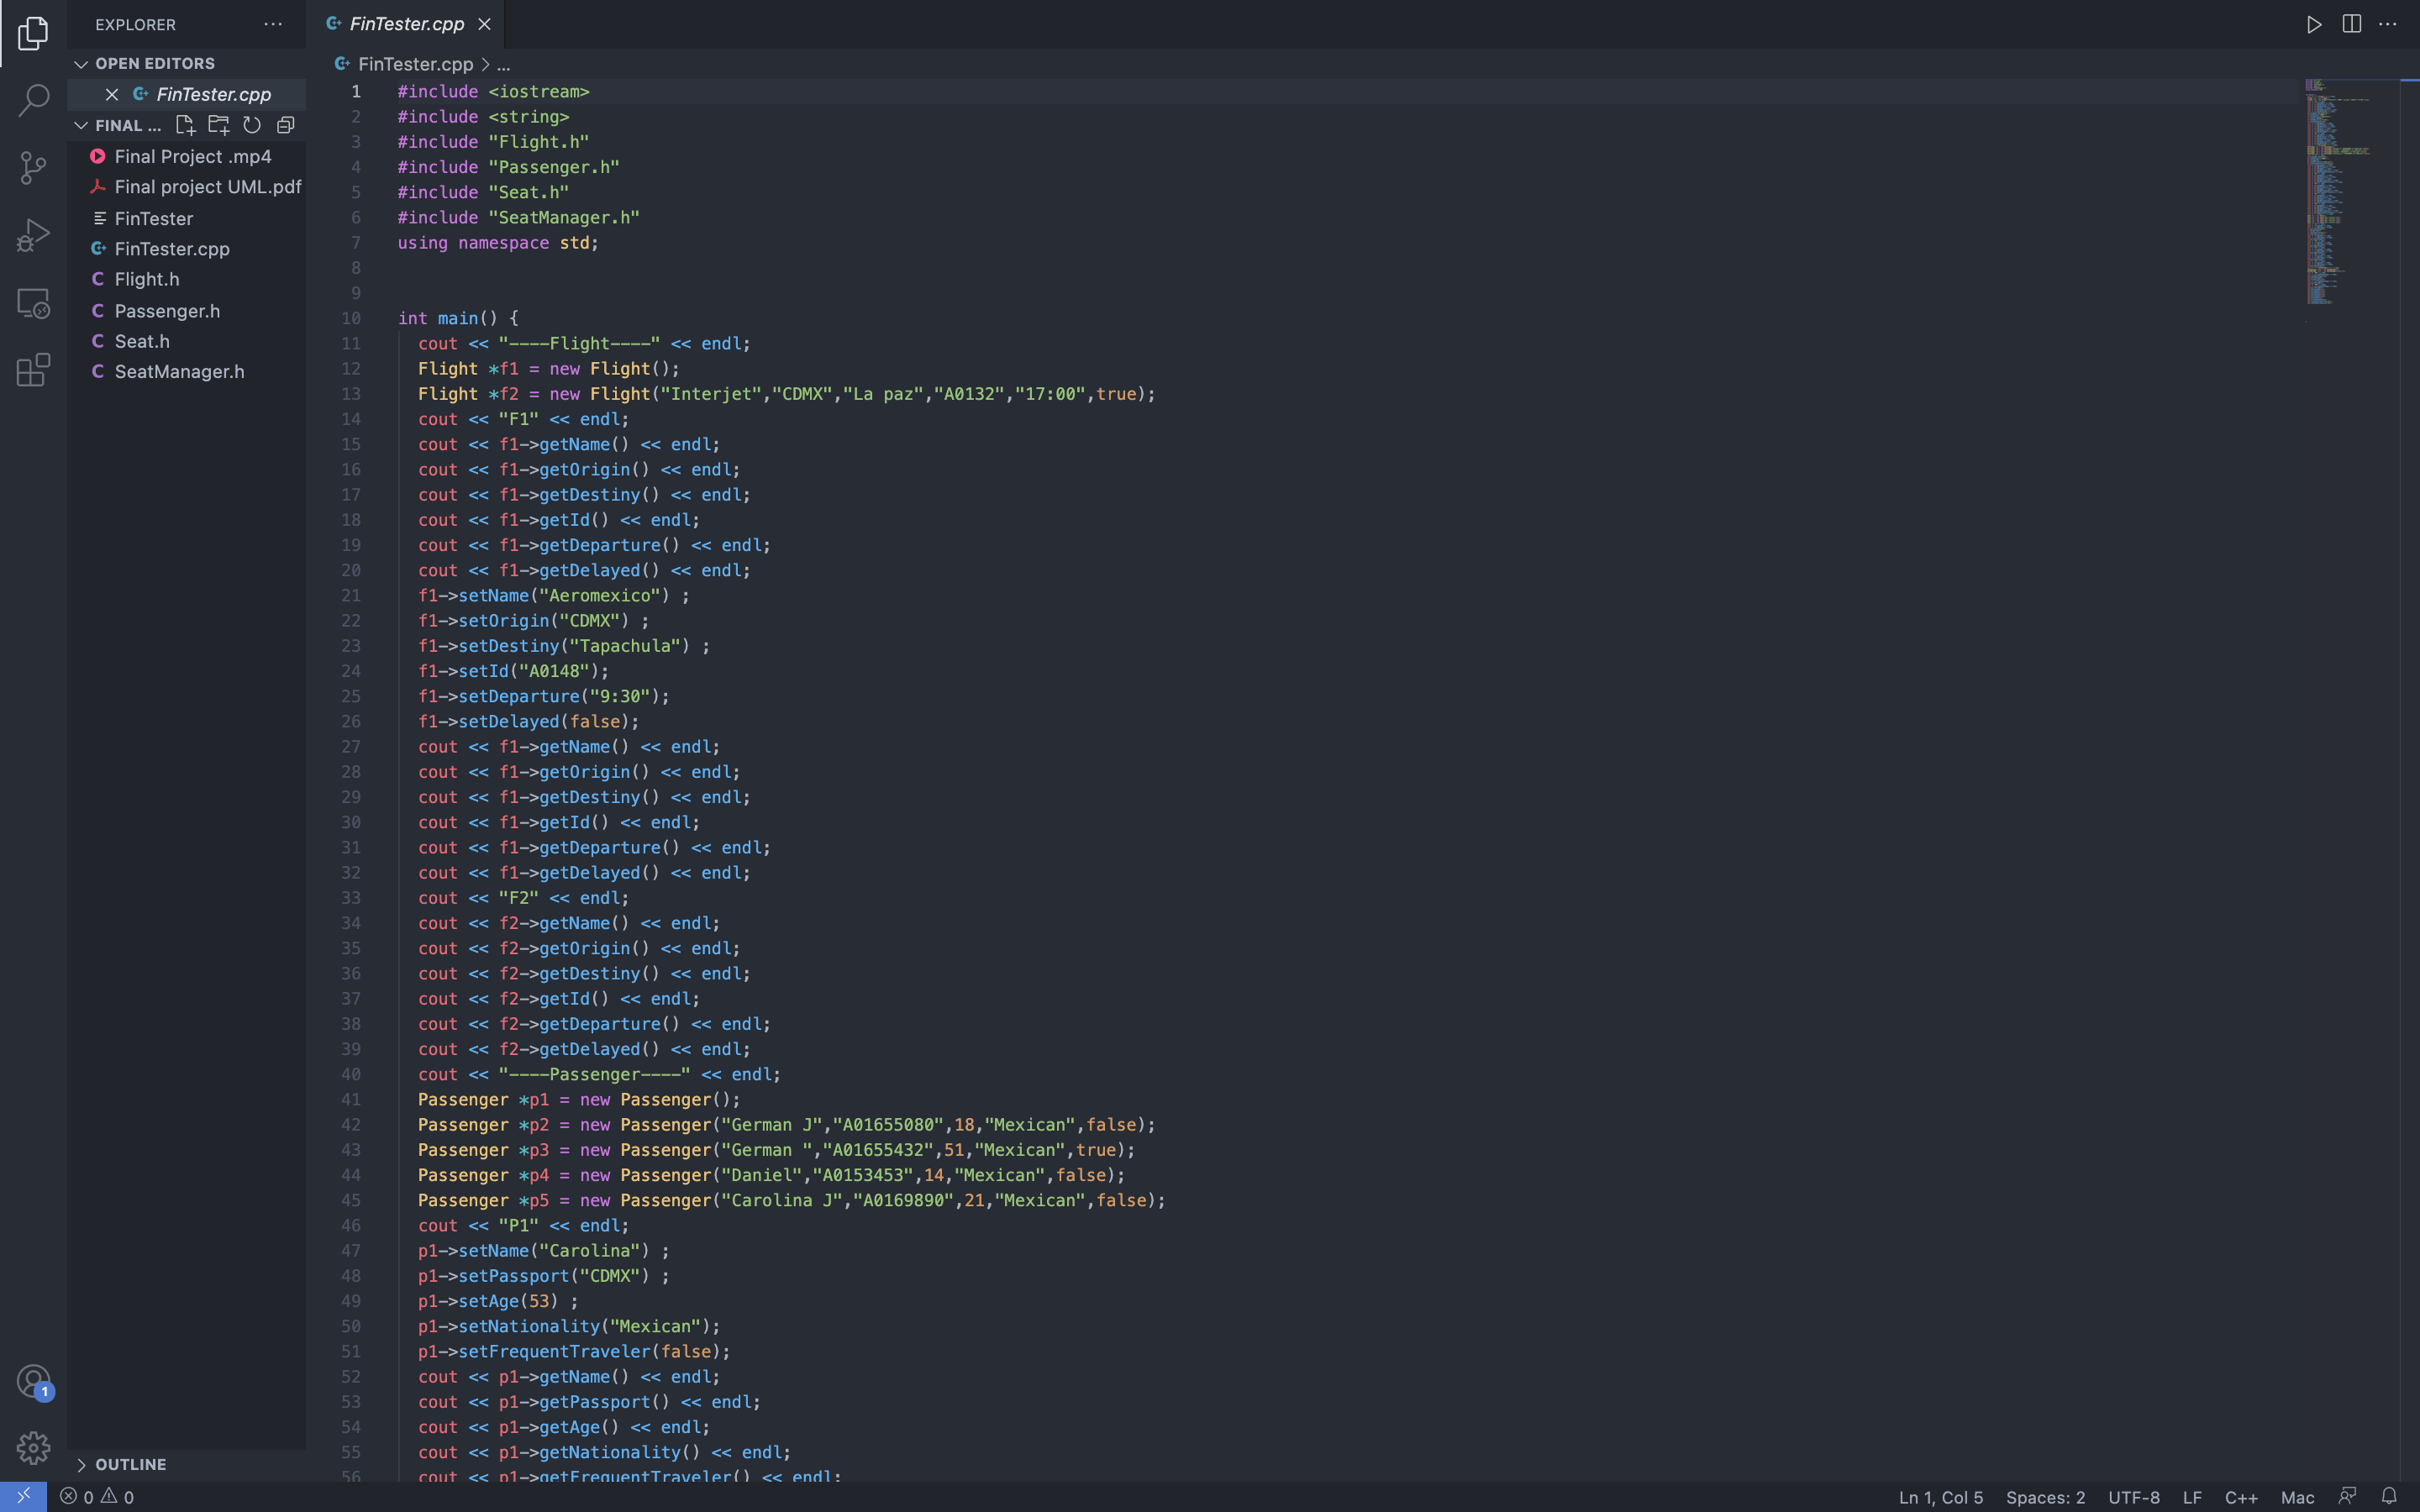 EXPLORER
OPEN EDITORS
FinTester.cpp
FINAL ...
Final Project .mp4
Final project UML.pdf
FinTester
FinTester.cpp
Flight.h
Passenger.h
Seat.h
SeatManager.h
OUTLINE
FinTester.cpp
FinTester.cpp > ...
1 #include <iostream>
2 #include <string>
3 #include "Flight.h"
4 #include "Passenger.h"
5 #include "Seat.h"
6 #include "SeatManager.h"
7 using namespace std;
8
9
10 int main() {
11 cout << "----Flight----" << endl;
12 Flight *f1 = new Flight();
13 Flight *f2 = new Flight("Interjet","CDMX","La paz","A0132","17:00",true);
14 cout << "F1" << endl;
15 cout << f1->getName() << endl;
16 cout << f1->getOrigin() << endl;
17 cout << f1->getDestiny() << endl;
18 cout << f1->getId() << endl;
19 cout << f1->getDeparture() << endl;
20 cout << f1->getDelayed() << endl;
21 f1->setName("Aeromexico") ;
22 f1->setOrigin("CDMX") ;
23 f1->setDestiny("Tapachula") ;
24 f1->setId("A0148");
25 f1->setDeparture("9:30");
26 f1->setDelayed(false);
27 cout << f1->getName() << endl;
28 cout << f1->getOrigin() << endl;
29 cout << f1->getDestiny() << endl;
30 cout << f1->getId() << endl;
31 cout << f1->getDeparture() << endl;
32 cout << f1->getDelayed() << endl;
33 cout << "F2" << endl;
34 cout << f2->getName() << endl;
35 cout << f2->getOrigin() << endl;
36 cout << f2->getDestiny() << endl;
37 cout << f2->getId() << endl;
38 cout << f2->getDeparture() << endl;
39 cout << f2->getDelayed() << endl;
40 cout << "----Passenger----" << endl;
41 Passenger *p1 = new Passenger();
42 Passenger *p2 = new Passenger("German J","A01655080",18,"Mexican",false);
43 Passenger *p3 = new Passenger("German ","A01655432",51,"Mexican",true);
44 Passenger *p4 = new Passenger("Daniel","A0153453",14,"Mexican",false);
45 Passenger *p5 = new Passenger("Carolina J","A0169890",21,"Mexican",false);
46 cout << "P1" << endl;
47 p1->setName("Carolina") ;
48 p1->setPassport("CDMX") ;
49 p1->setAge(53) ;
50 p1->setNationality("Mexican");
51 p1->setFrequentTraveler(false);
52 cout << p1->getName() << endl;
53 cout << p1->getPassport() << endl;
54 cout << p1->getAge() << endl;
55 cout << p1->getNationality() << endl;
56 cout << p1->getFrequentTraveler() << endl;
1
0 0
Ln 1, Col 5
Spaces: 2
UTF-8
LF
C++
Mac